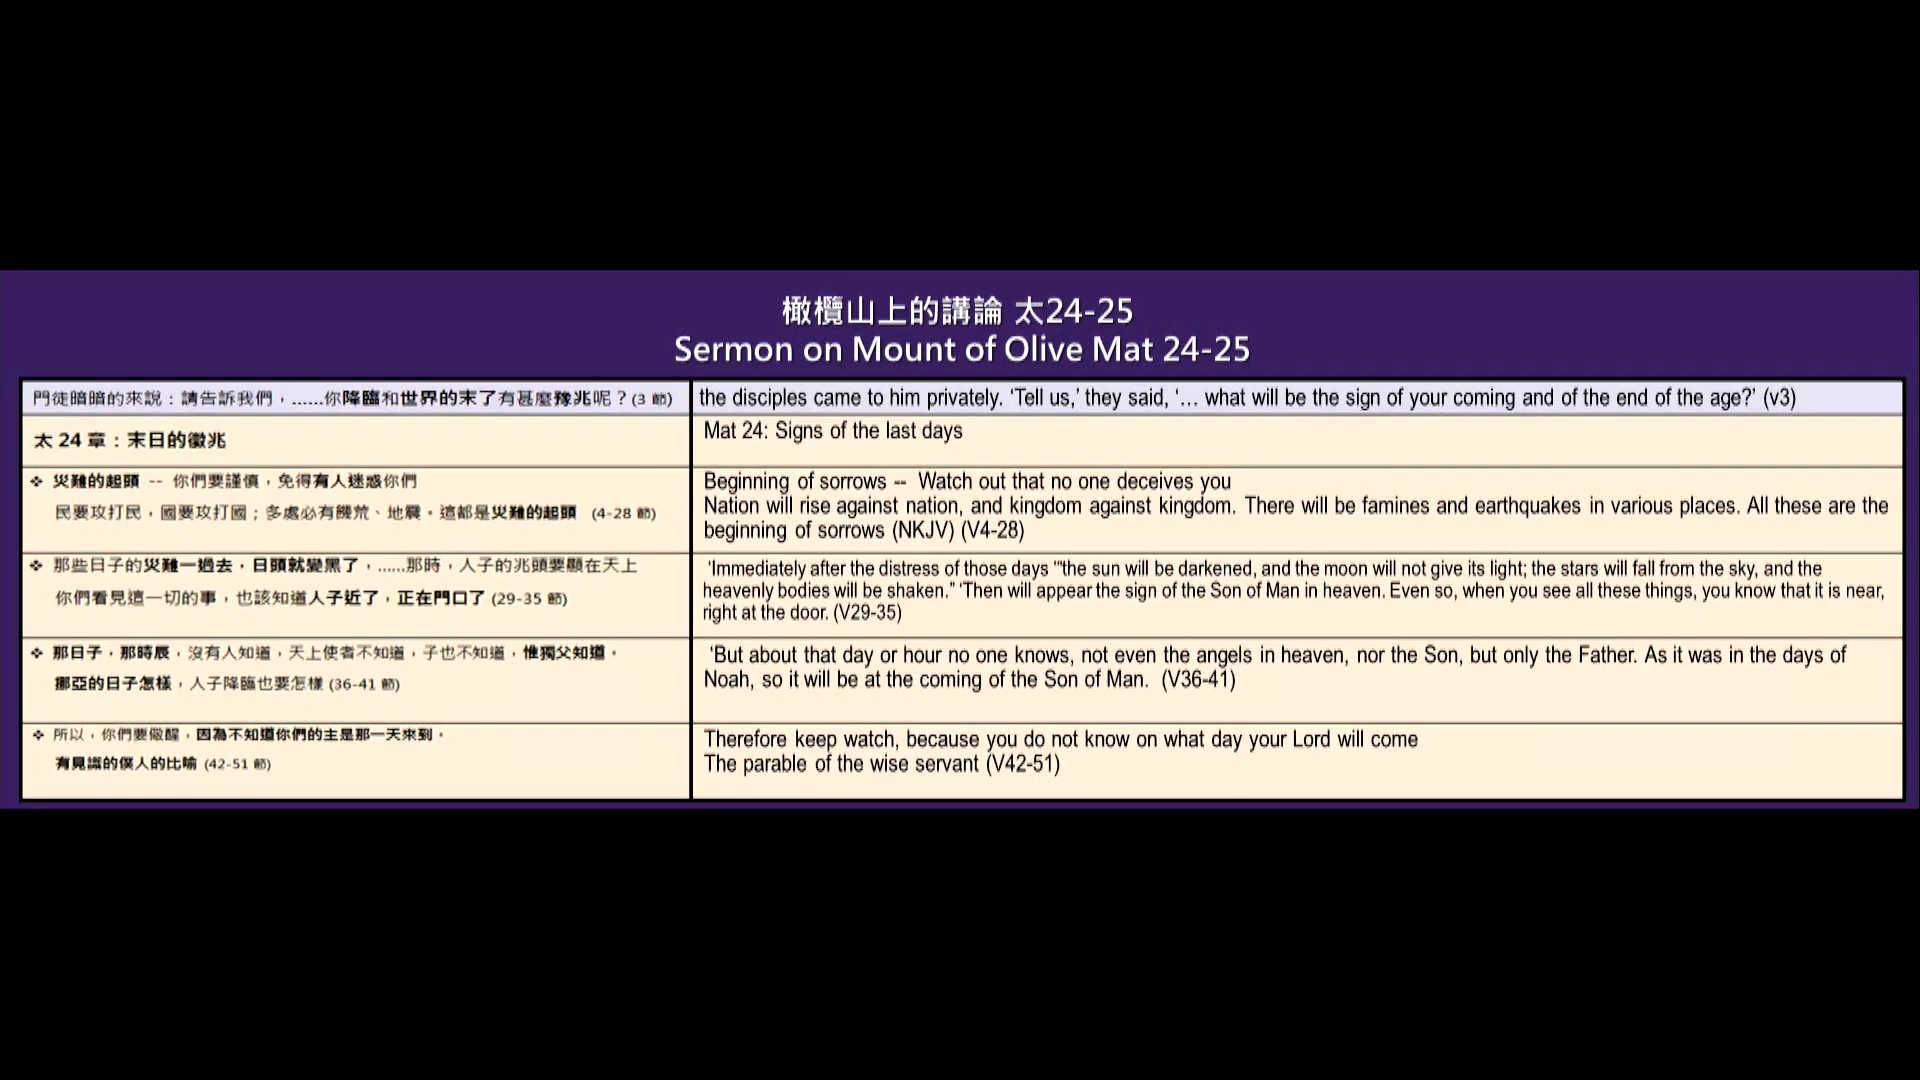 橄欖山上的講論 太24-25
Sermon on Mount of Olive Mat 24-25
門徒暗暗的來說：請告訴我們，......你降臨和世界的末了有甚麼豫兆呢？(3 節)
the disciples came to him privately. ‘Tell us,’ they said, ‘… what will be the sign of your coming and of the end of the age?’ (v3)
太 24 章：末日的徵兆
Mat 24: Signs of the last days
❖ 災難的起頭 -- 你們要謹慎，免得有人迷惑你們
民要攻打民，國要攻打國；多處必有饑荒、地震。這都是災難的起頭 (4-28 節)
Beginning of sorrows -- Watch out that no one deceives you
Nation will rise against nation, and kingdom against kingdom. There will be famines and earthquakes in various places. All these are the
beginning of sorrows (NKJV) (V4-28)
❖ 那些日子的災難一過去，日頭就變黑了，......那時，人子的兆頭要顯在天上
你們看見這一切的事，也該知道人子近了，正在門口了 (29-35 節)
‘Immediately after the distress of those days ‘“the sun will be darkened, and the moon will not give its light; the stars will fall from the sky, and the
heavenly bodies will be shaken.” ‘Then will appear the sign of the Son of Man in heaven. Even so, when you see all these things, you know that it is near,
right at the door. (V29-35)
❖ 那日子，那時辰，沒有人知道，天上使者不知道，子也不知道，惟獨父知道。
挪亞的日子怎樣，人子降臨也要怎樣 (36-41 節)
‘But about that day or hour no one knows, not even the angels in heaven, nor the Son, but only the Father. As it was in the days of
Noah, so it will be at the coming of the Son of Man. (V36-41)
❖ 所以，你們要儆醒，因為不知道你們的主是那一天來到。
有見識的僕人的比喻 (42-51 節)
Therefore keep watch, because you do not know on what day your Lord will come
The parable of the wise servant (V42-51)